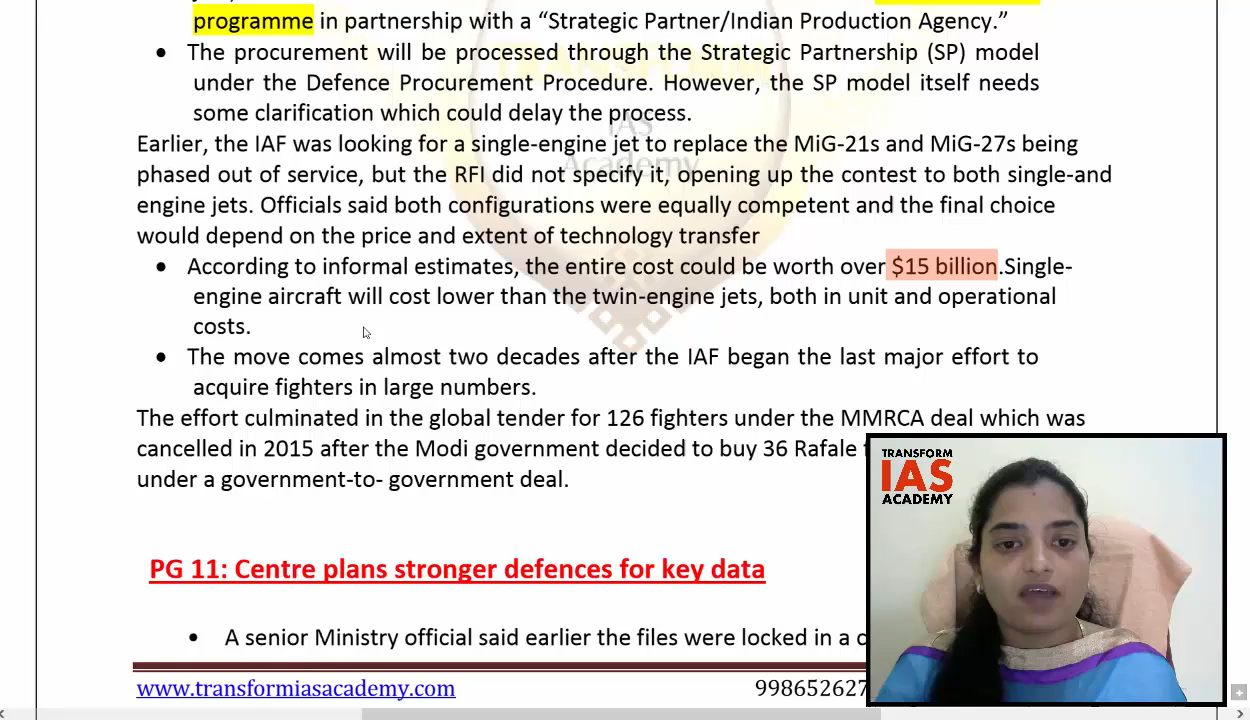 programme in partnership with a “Strategic Partner/Indian Production Agency.”
• The procurement will be processed through the Strategic Partnership (SP) model
under the Defence Procurement Procedure. However, the SP model itself needs
some clarification which could delay the process.
IAS
Academy
Earlier, the IAF was looking for a single-engine jet to replace the MiG-21s and MiG-27s being
phased out of service, but the RFI did not specify it, opening up the contest to both single-and
engine jets. Officials said both configurations were equally competent and the final choice
would depend on the price and extent of technology transfer
• According to informal estimates, the entire cost could be worth over $15 billion.Single-
engine aircraft will cost lower than the twin-engine jets, both in unit and operational
costs.
• The move comes almost two decades after the IAF began the last major effort to
acquire fighters in large numbers.
The effort culminated in the global tender for 126 fighters under the MMRCA deal which was
cancelled in 2015 after the Modi government decided to buy 36 Rafale
under a government-to- government deal.
TRANSFORM
IAS
ACADEMY
PG 11: Centre plans stronger defences for key data
• A senior Ministry official said earlier the files were locked in a
www.transformiasacademy.com
99865262